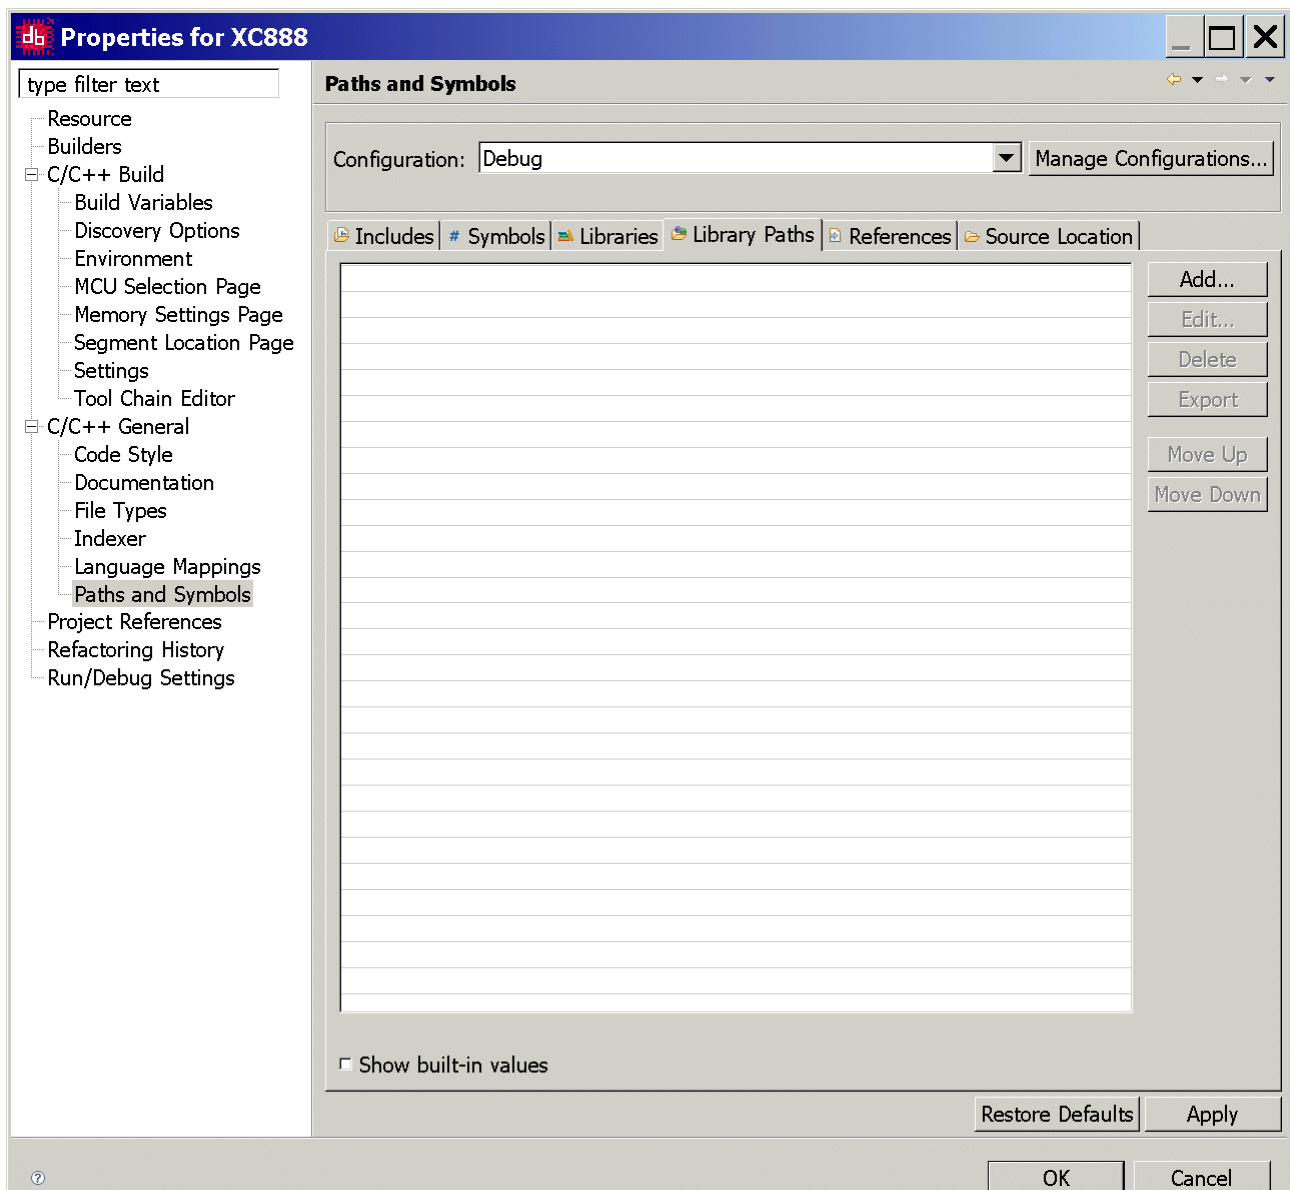 db Properties for XC888
type filter text
Resource
Builders
C/C++ Build
Build Variables
Discovery Options
Environment
MCU Selection Page
Memory Settings Page
Segment Location Page
Settings
Tool Chain Editor
C/C++ General
Code Style
Documentation
File Types
Indexer
Language Mappings
Paths and Symbols
Project References
Refactoring History
Run/Debug Settings
Paths and Symbols
Configuration: Debug Manage Configurations...
Includes # Symbols Libraries Library Paths References Source Location
Add...
Edit...
Delete
Export
Move Up
Move Down
Show built-in values
Restore Defaults Apply
? OK Cancel